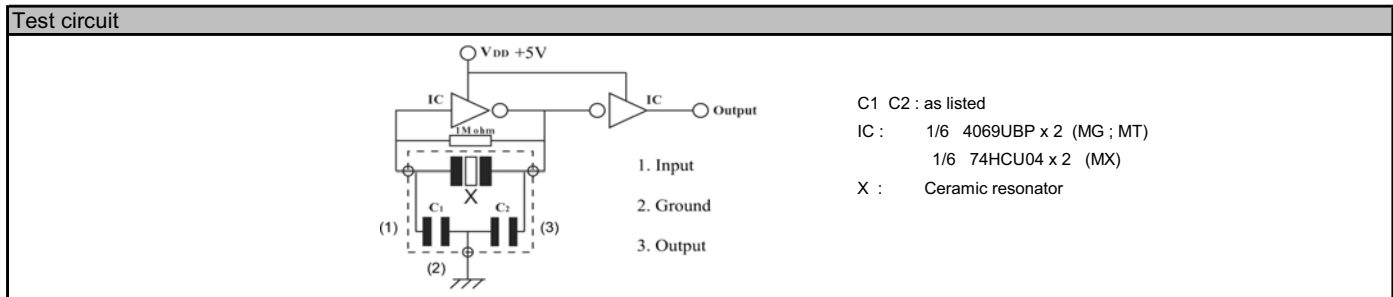 Test circuit
VDD +5V
IC
IC
Output
1M ohm
X
C1
C2
(1)
(3)
(2)
1. Input
2. Ground
3. Output
C1 C2 : as listed
IC : 1/6 4069UBP x 2 (MG ; MT)
1/6 74HCU04 x 2 (MX)
X : Ceramic resonator